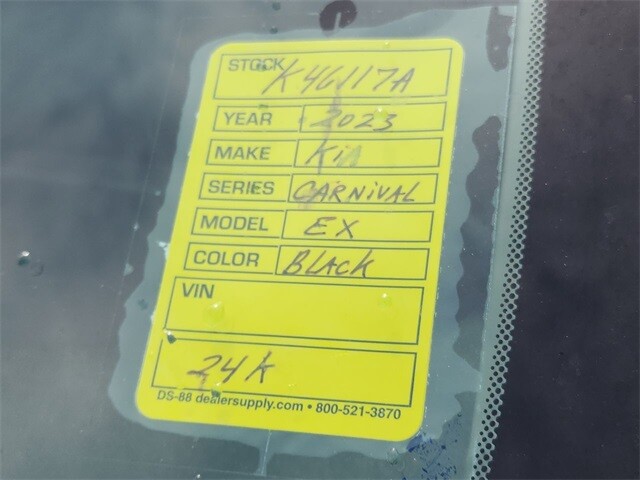 STOCK K46117A
YEAR 2023
MAKE Kia
SERIES CARNiVAL
MODEL EX
COLOR BLACK
VIN
24K
DS-88 dealersupply.com • 800-521-3870